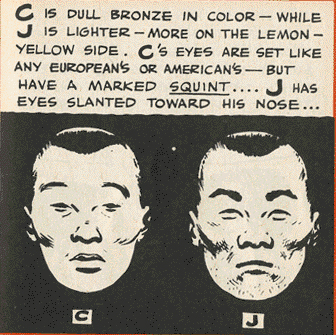 C IS DULL BRONZE IN COLOR — WHILE
J IS LIGHTER — MORE ON THE LEMON-
YELLOW SIDE. C'S EYES ARE SET LIKE
ANY EUROPEAN'S OR AMERICAN'S — BUT
HAVE A MARKED SQUINT.... J HAS
EYES SLANTED TOWARD HIS NOSE...
C
J